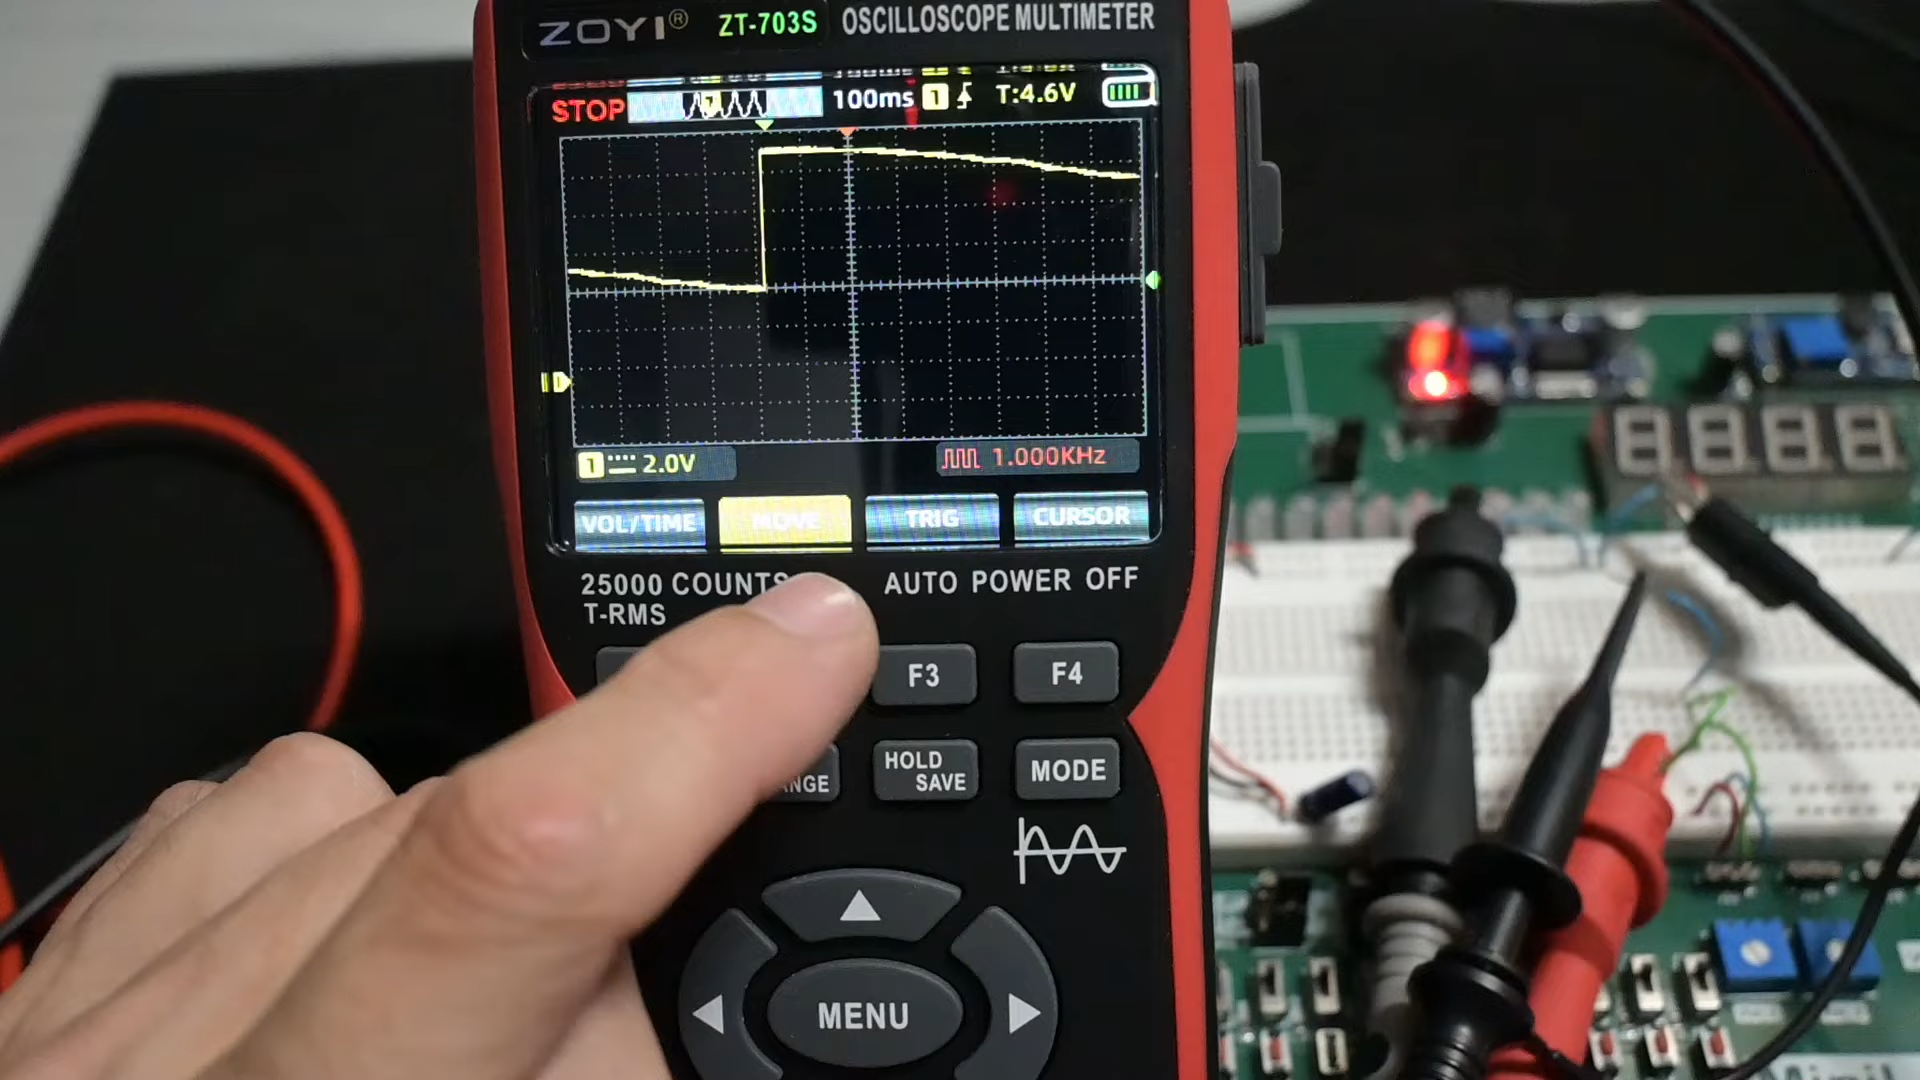 ZOYI® ZT-703S OSCILLOSCOPE MULTIMETER
STOP 100mS 1 T:4.6V
1 2.0V 1.000KHz
VOL/TIME MOVE TRIG CURSOR
25000 COUNTS AUTO POWER OFF
T-RMS
F3 F4
HOLD SAVE MODE
MENU